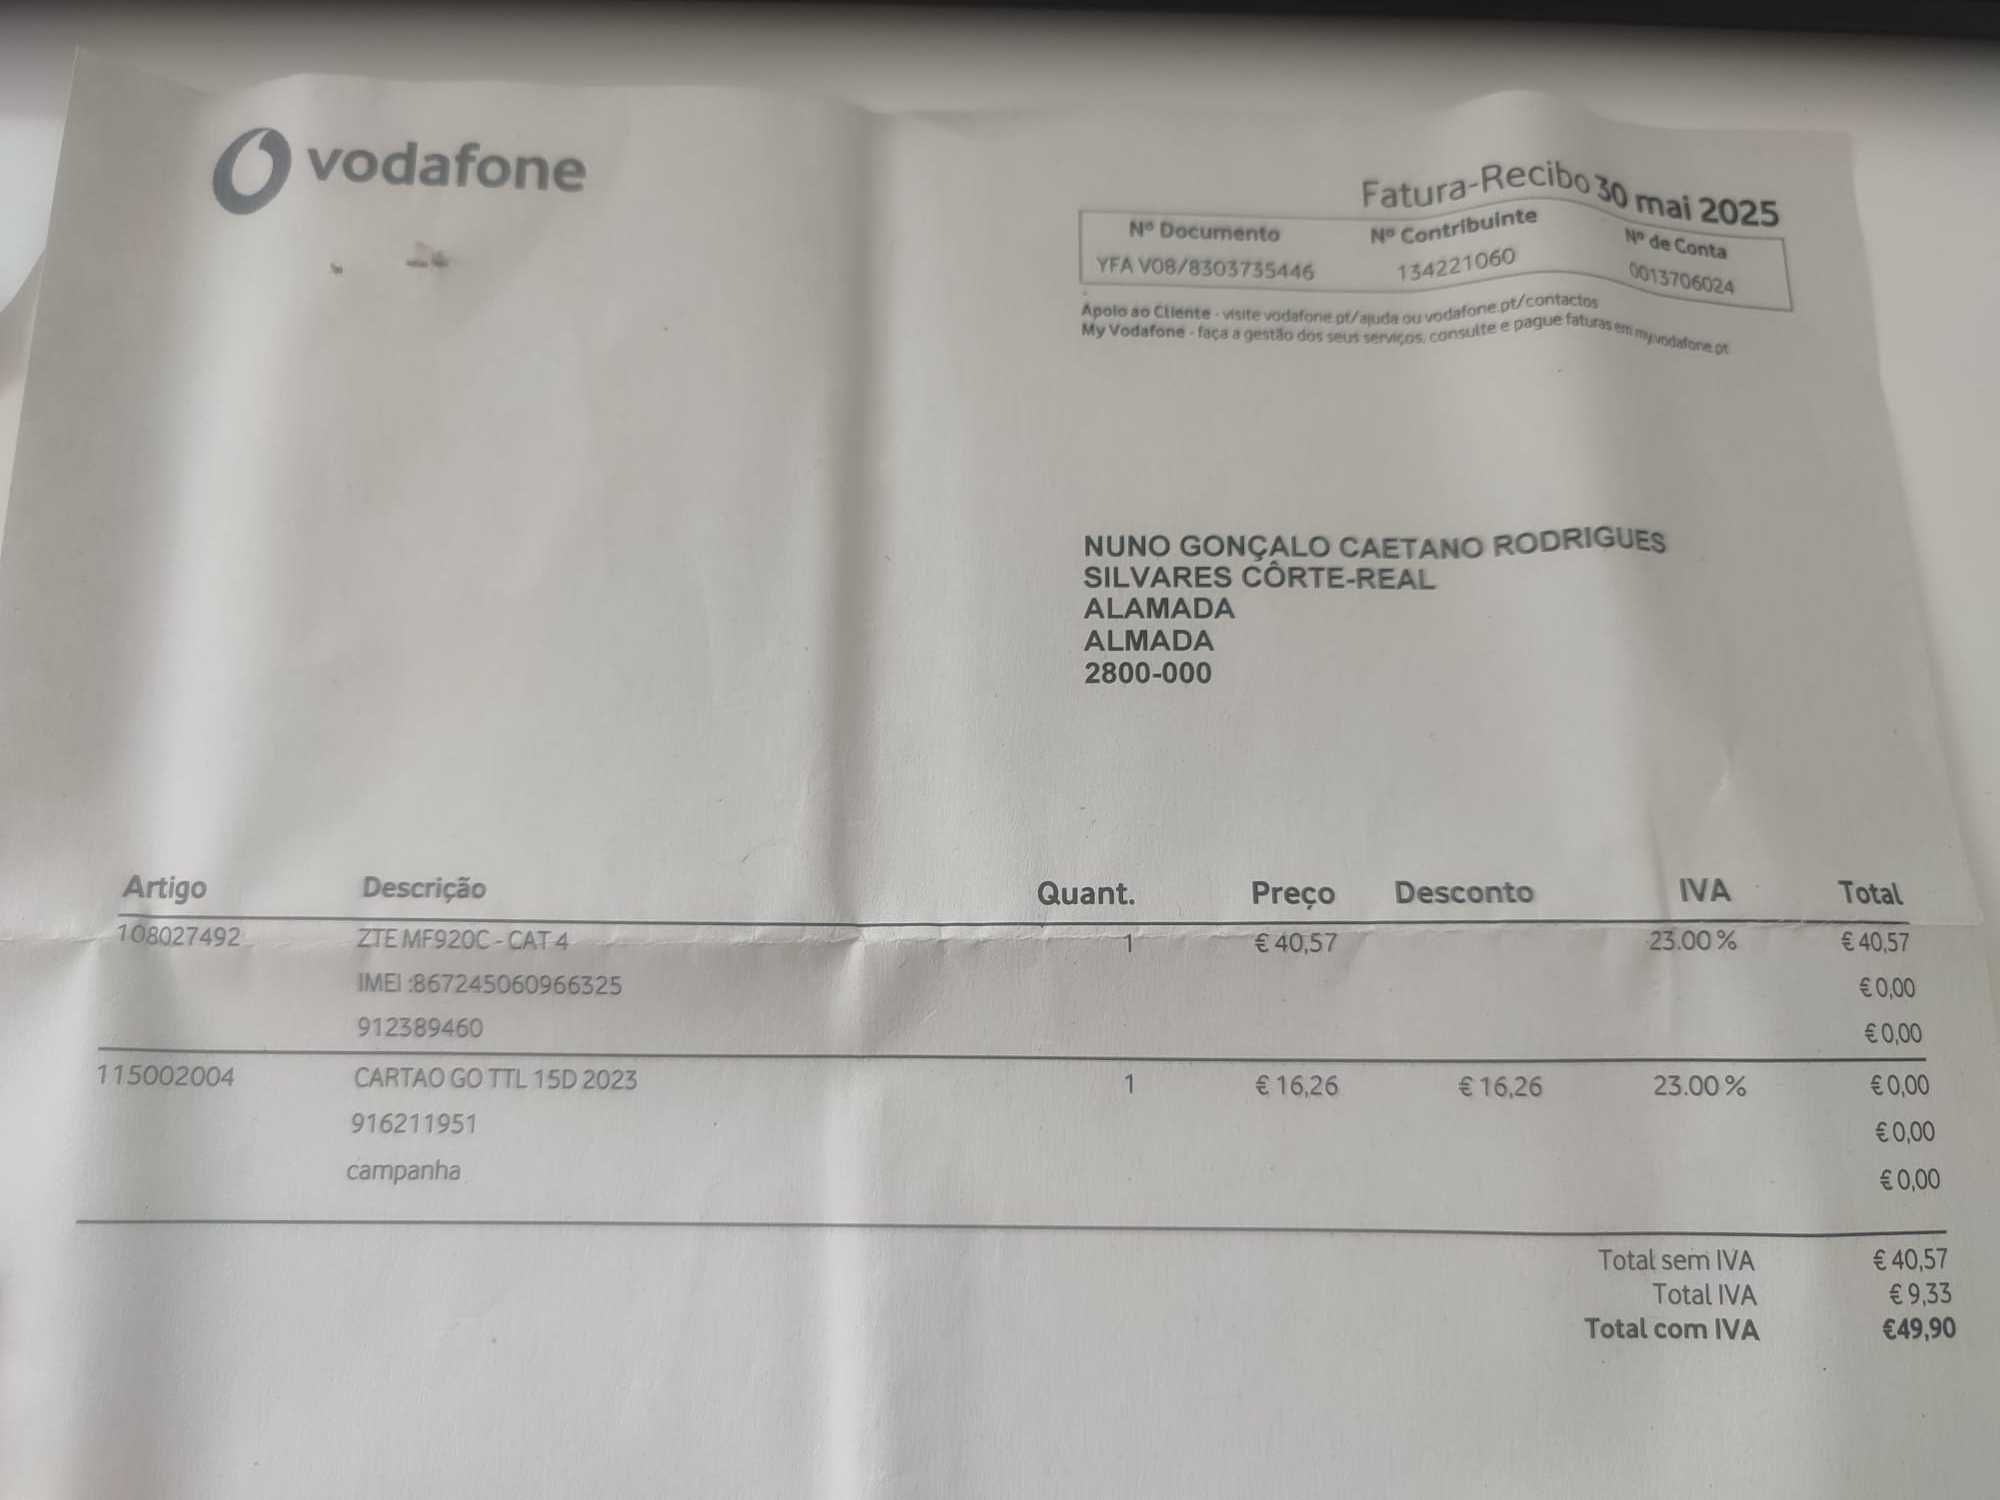 vodafone
Fatura-Recibo 30 mai 2025
Nº Documento Nº Contribuinte Nº de Conta
YFA V08/8303735446 134221060 0013706024
Apoio ao Cliente - visite vodafone.pt/ajuda ou vodafone.pt/contactos
My Vodafone - faça a gestão dos seus serviços, consulte e pague faturas em my.vodafone.pt
NUNO GONÇALO CAETANO RODRIGUES
SILVARES CÔRTE-REAL
ALAMADA
ALMADA
2800-000
Artigo Descrição Quant. Preço Desconto IVA Total
108027492 ZTE MF920C - CAT 4 1 € 40,57 23.00 % € 40,57
IMEI :867245060966325 € 0,00
912389460 € 0,00
115002004 CARTAO GO TTL 15D 2023 1 € 16,26 € 16,26 23.00 % € 0,00
916211951 € 0,00
campanha € 0,00
Total sem IVA € 40,57
Total IVA € 9,33
Total com IVA €49,90